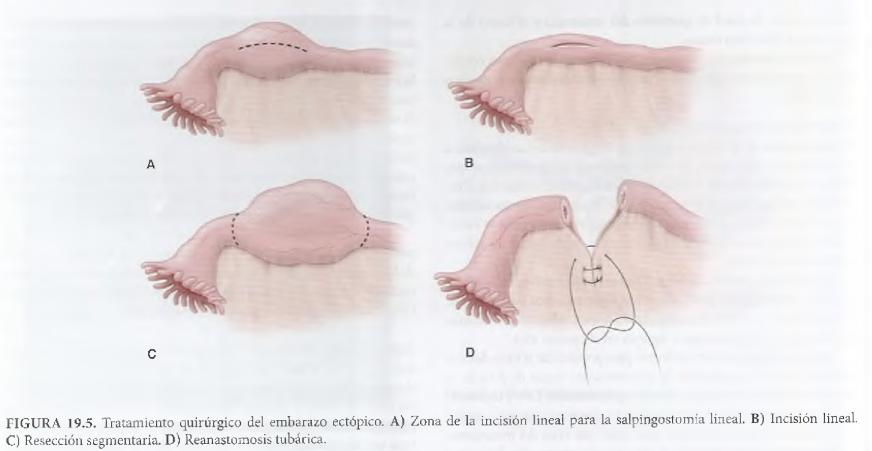 A
B
C
D
FIGURA 19.5. Tratamiento quirúrgico del embarazo ectópico. A) Zona de la incisión lineal para la salpingostomía lineal. B) Incisión lineal.
C) Resección segmentaria. D) Reanastomosis tubárica.